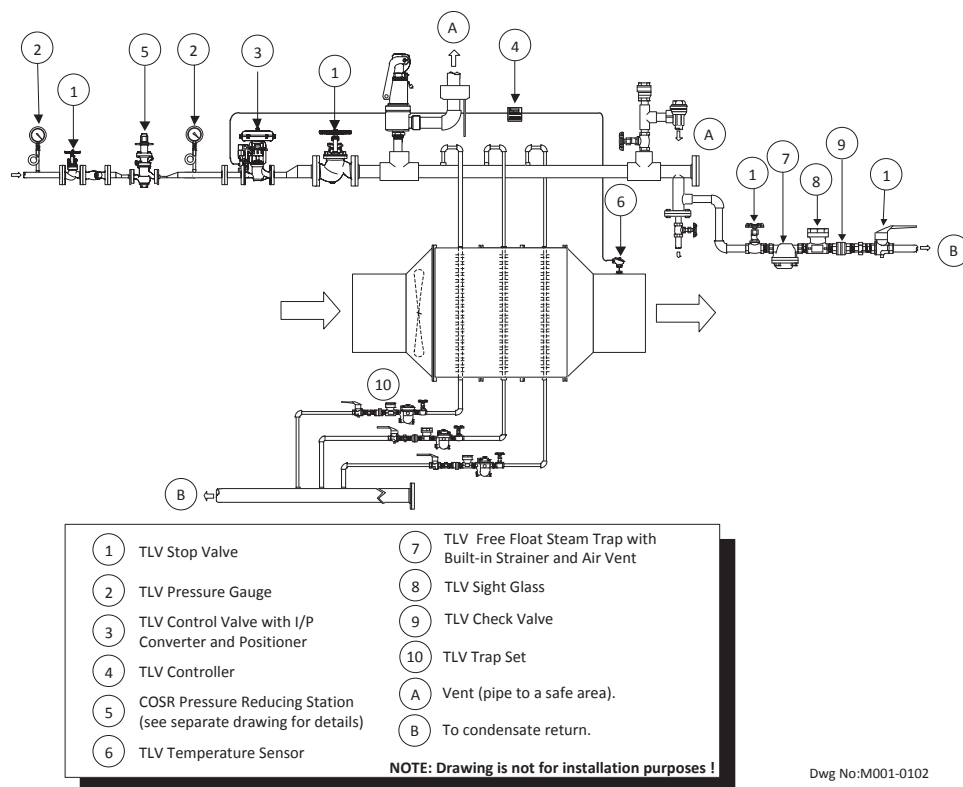 A
2
5
2
3
1
4
1
A
7
9
1
8
1
6
B
10
B
1 TLV Stop Valve
2 TLV Pressure Gauge
3 TLV Control Valve with I/P
Converter and Positioner
4 TLV Controller
5 COSR Pressure Reducing Station
(see separate drawing for details)
6 TLV Temperature Sensor
7 TLV Free Float Steam Trap with
Built-in Strainer and Air Vent
8 TLV Sight Glass
9 TLV Check Valve
10 TLV Trap Set
A Vent (pipe to a safe area).
B To condensate return.
NOTE: Drawing is not for installation purposes !
Dwg No:M001-0102